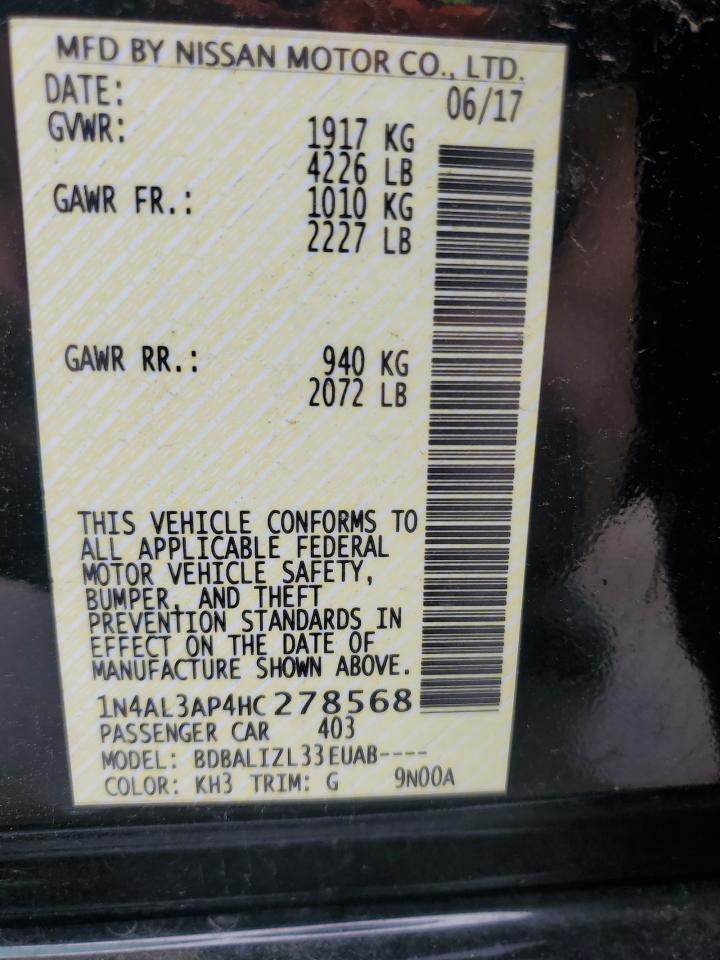 MFD BY NISSAN MOTOR CO., LTD.
DATE: 06/17
GVWR: 1917 KG
4226 LB
GAWR FR.: 1010 KG
2227 LB
GAWR RR.: 940 KG
2072 LB
THIS VEHICLE CONFORMS TO
ALL APPLICABLE FEDERAL
MOTOR VEHICLE SAFETY,
BUMPER, AND THEFT
PREVENTION STANDARDS IN
EFFECT ON THE DATE OF
MANUFACTURE SHOWN ABOVE.
1N4AL3AP4HC278568
PASSENGER CAR 403
MODEL: BDBALIZL33EUAB----
COLOR: KH3 TRIM: G 9N00A